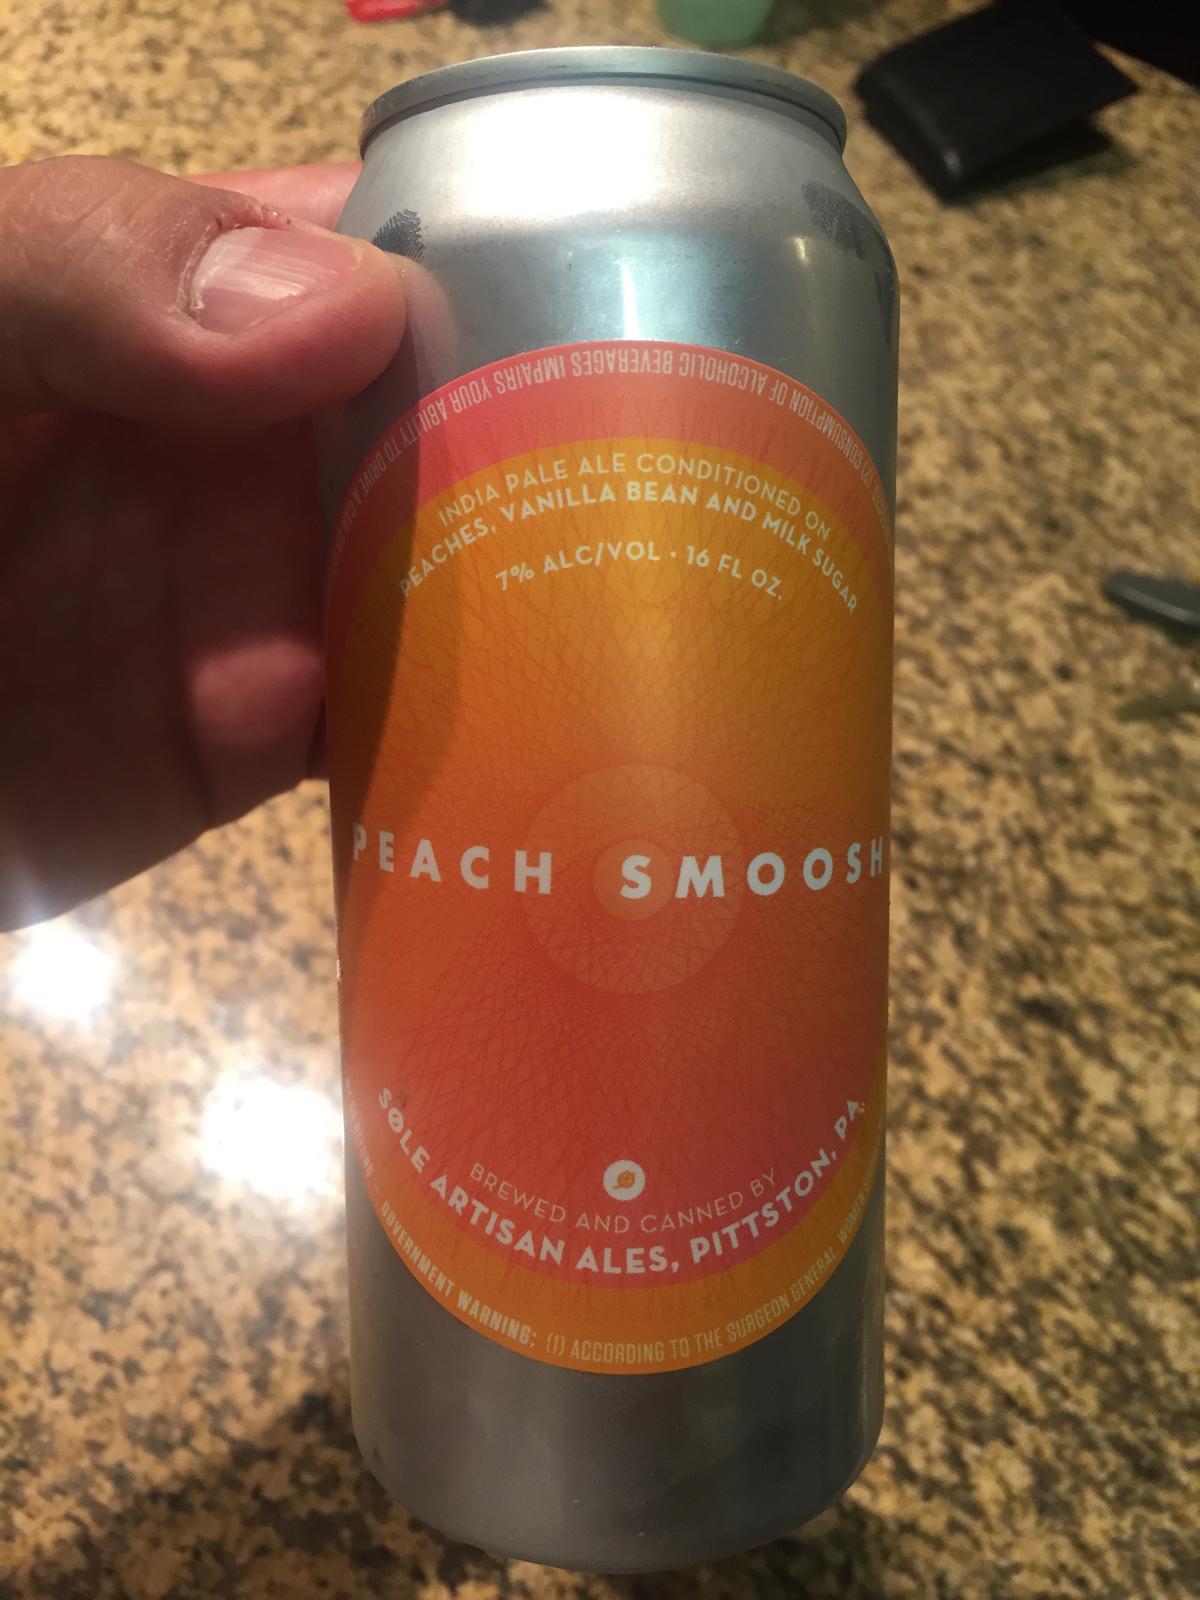 (2) CONSUMPTION OF ALCOHOLIC BEVERAGES IMPAIRS YOUR ABILITY TO DRIVE A CAR
INDIA PALE ALE CONDITIONED ON
PEACHES, VANILLA BEAN AND MILK SUGAR
7% ALC/VOL · 16 FL OZ.
PEACH SMOOSH
BREWED AND CANNED BY
SØLE ARTISAN ALES, PITTSTON, PA.
GOVERNMENT WARNING: (1) ACCORDING TO THE SURGEON GENERAL, WOMEN